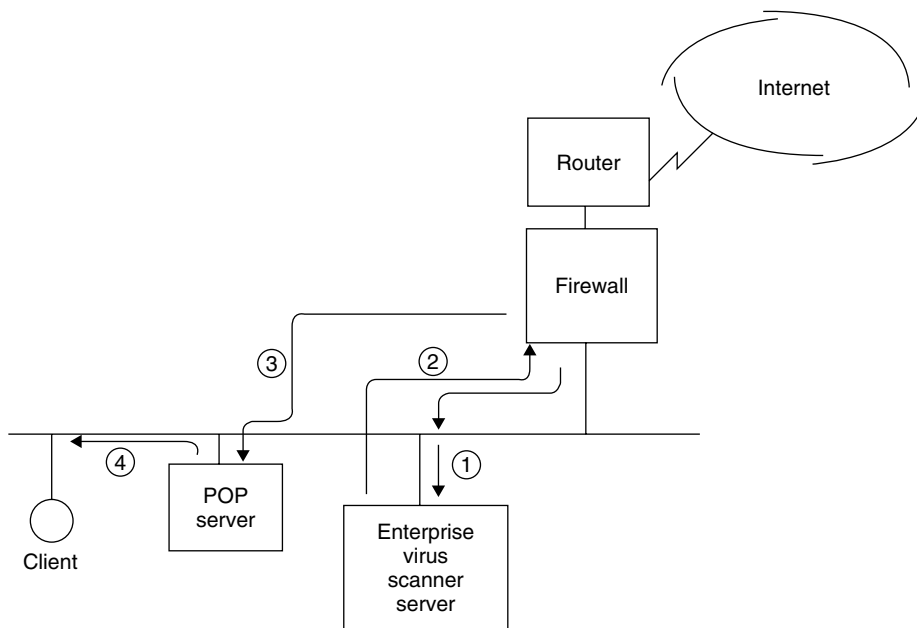 Internet
Router
Firewall
3
2
4
1
POP
server
Client
Enterprise
virus
scanner
server